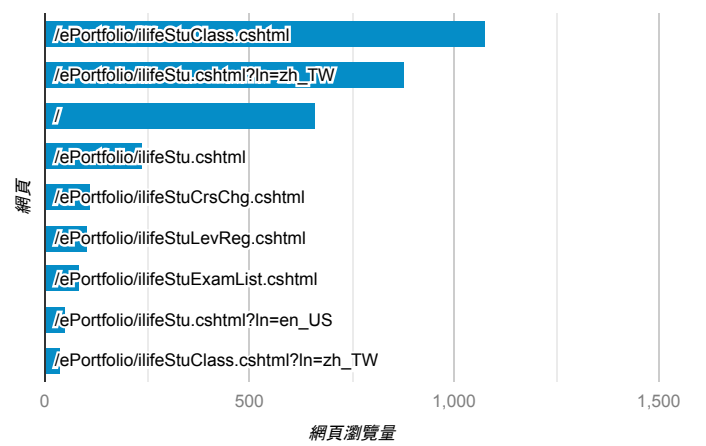 /ePortfolio/ilifeStuClass.cshtml
/ePortfolio/ilifeStu.cshtml?ln=zh_TW
/
/ePortfolio/ilifeStu.cshtml
/ePortfolio/ilifeStuCrsChg.cshtml
/ePortfolio/ilifeStuLevReg.cshtml
/ePortfolio/ilifeStuExamList.cshtml
/ePortfolio/ilifeStu.cshtml?ln=en_US
/ePortfolio/ilifeStuClass.cshtml?ln=zh_TW
網頁
0 500 1,000 1,500
網頁瀏覽量